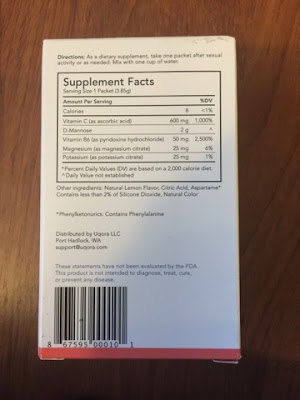 Directions: As a dietary supplement, take one packet after sexual
activity or as needed. Mix with one cup of water.
Supplement Facts
Serving Size 1 Packet (3.85g)
Amount Per Serving %DV
Calories 8 <1%
Vitamin C (as ascorbic acid) 600 mg 1,000%
D-Mannose 2 g ^
Vitamin B6 (as pyridoxine hydrochloride) 50 mg 2,500%
Magnesium (as magnesium citrate) 25 mg 6%
Potassium (as potassium citrate) 25 mg 1%
*Percent Daily Values (DV) are based on a 2,000 calorie diet.
^ Daily Value not established
Other ingredients: Natural Lemon Flavor, Citric Acid, Aspartame*
Contains less than 2% of Silicone Dioxide, Natural Color
*Phenylketonurics: Contains Phenylalanine
Distributed by Uqora LLC
Port Hadlock, WA
support@uqora.com
These statements have not been evaluated by the FDA.
This product is not intended to diagnose, treat, cure,
or prevent any disease.
8 67595 00010 1